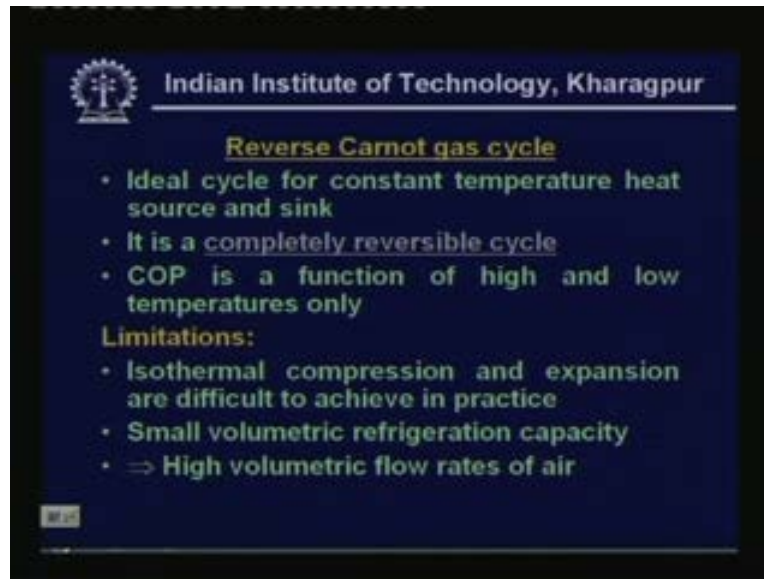 Indian Institute of Technology, Kharagpur
Reverse Carnot gas cycle
• Ideal cycle for constant temperature heat
source and sink
• It is a completely reversible cycle
• COP is a function of high and low
temperatures only
Limitations:
• Isothermal compression and expansion
are difficult to achieve in practice
• Small volumetric refrigeration capacity
• ⇒ High volumetric flow rates of air